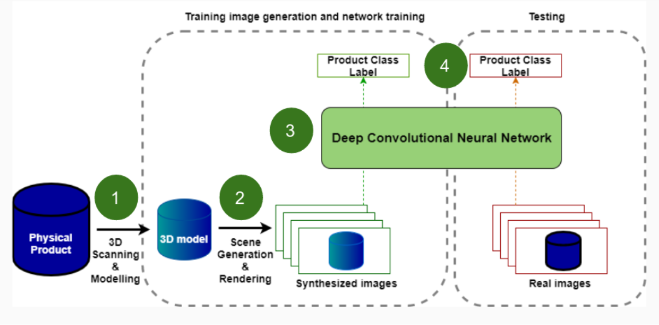 Training image generation and network training
Testing
Product Class
Label
4
Product Class
Label
3
Deep Convolutional Neural Network
1
2
Physical
Product
3D
Scanning
&
Modelling
3D model
Scene
Generation
&
Rendering
Synthesized images
Real images